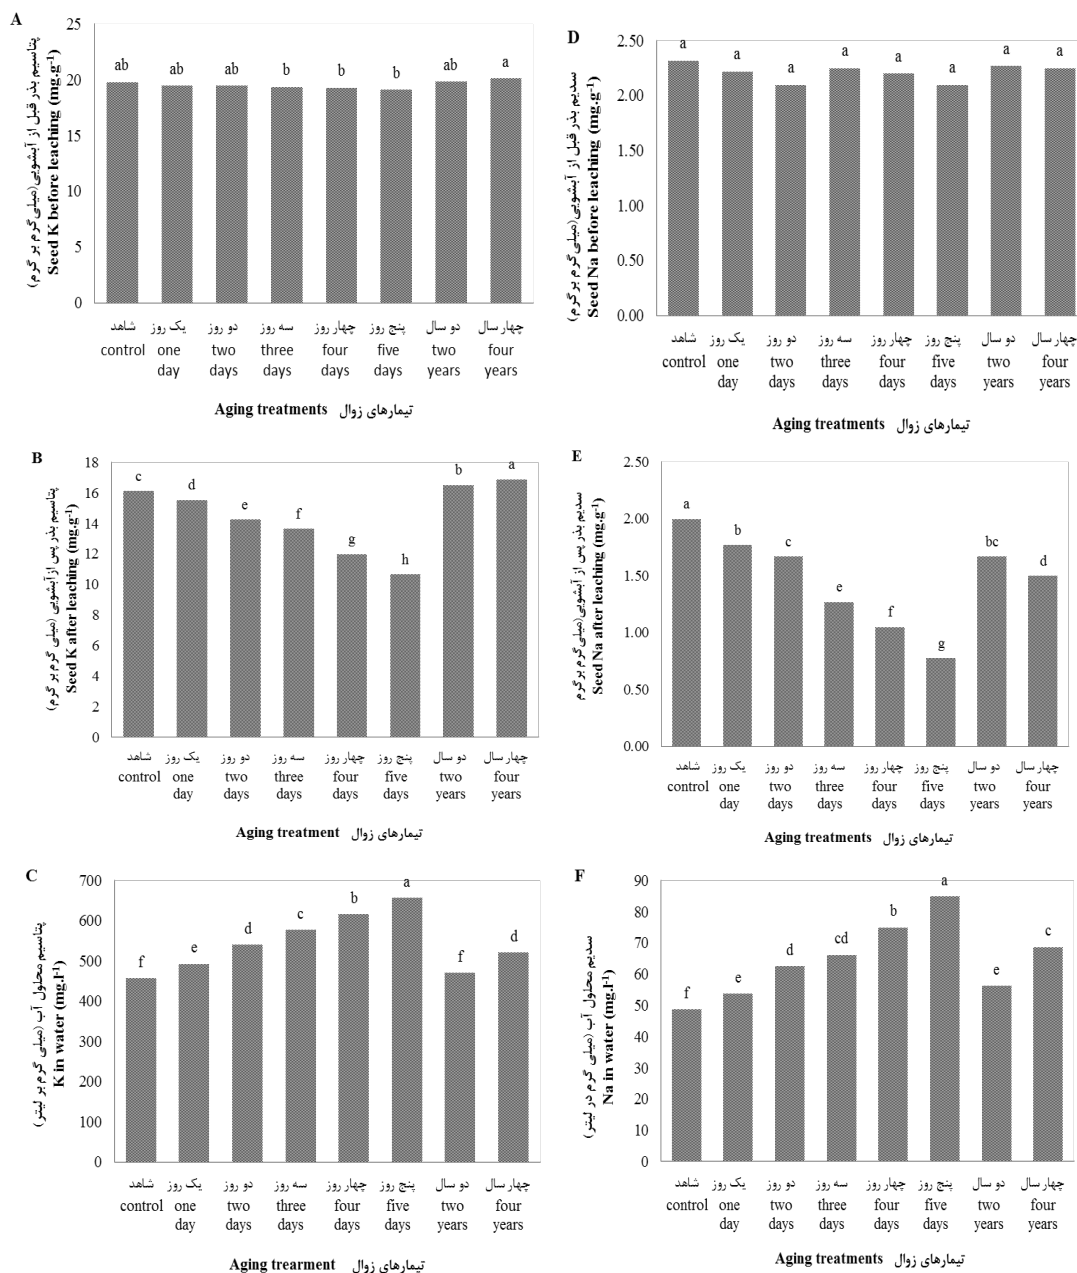 A
پتاسیم بذر قبل از آبشویی(میلی گرم بر گرم)
Seed K before leaching (mg.g-1)
25
20
15
10
5
0
ab ab ab b b b ab a
شاهد یک روز دو روز سه روز چهار روز پنج روز دو سال چهار سال
control one two three four five two four
day days days days days years years
Aging treatments تیمارهای زوال
B
پتاسیم بذر پس از آبشویی (میلی گرم بر گرم)
Seed K after leaching (mg.g-1)
18
16
14
12
10
8
6
4
2
0
c d e f g h b a
شاهد یک روز دو روز سه روز چهار روز پنج روز دو سال چهار سال
control one two three four five two four
day days days days days years years
Aging treatment تیمارهای زوال
C
پتاسیم محلول آب (میلی گرم بر لیتر)
K in water (mg.l-1)
700
600
500
400
300
200
100
0
f e d c b a f d
شاهد یک روز دو روز سه روز چهار روز پنج روز دو سال چهار سال
control one two three four five two four
day days days days days years years
Aging trearment تیمارهای زوال
D
سدیم بذر قبل از آبشویی(میلی گرم برگرم)
Seed Na before leaching (mg.g-1)
2.50
2.00
1.50
1.00
0.50
0.00
a a a a a a a a
شاهد یک روز دو روز سه روز چهار روز پنج روز دو سال چهار سال
control one two three four five two four
day days days days days years years
Aging treatments تیمارهای زوال
E
سدیم بذر پس از آبشویی(میلی گرم برگرم
Seed Na after leaching (mg.g-1)
2.50
2.00
1.50
1.00
0.50
0.00
a b c e f g bc d
شاهد یک روز دو روز سه روز چهار روز پنج روز دو سال چهار سال
control one two three four five two four
day days days days days years years
Aging treatments تیمارهای زوال
F
سدیم محلول آب (میلی گرم در لیتر)
Na in water (mg.l-1)
90
80
70
60
50
40
30
20
10
0
f e d cd b a e c
شاهد یک روز دو روز سه روز چهار روز پنج روز دو سال چهار سال
control one two three four five two four
day days days days days years years
Aging treatments تیمارهای زوال